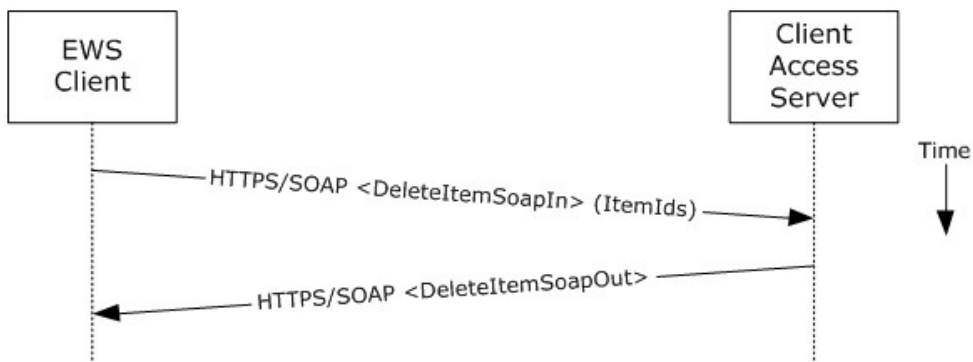 EWS
Client
Client
Access
Server
Time
HTTPS/SOAP <DeleteItemSoapIn> (ItemIds)
HTTPS/SOAP <DeleteItemSoapOut>